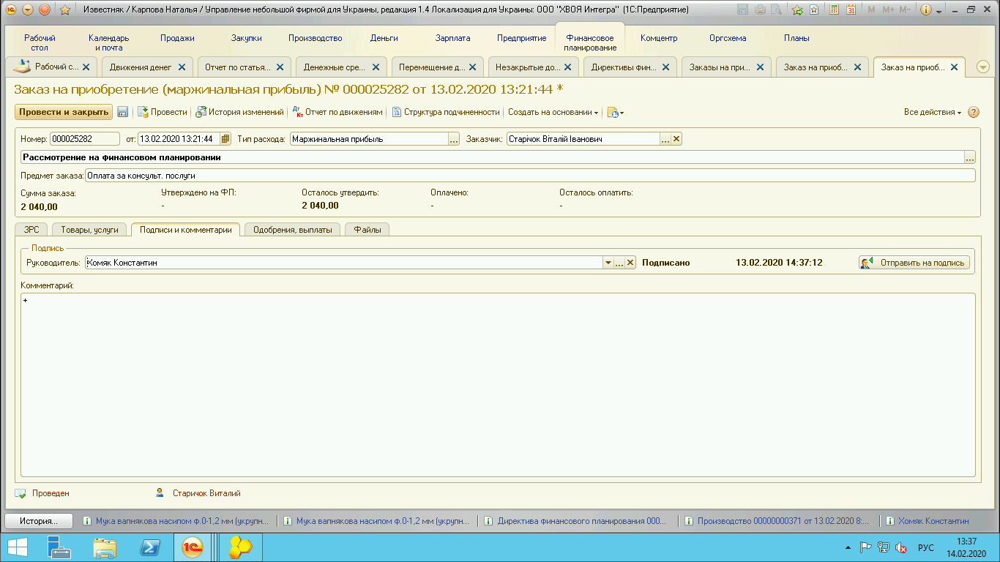 Известняк / Карпова Наталья / Управление небольшой фирмой для Украины, редакция 1.4 Локализация для Украины: ООО "ХВОЯ Интегра" (1С:Предприятие)
M M+ M-
Рабочий стол Календарь и почта Продажи Закупки Производство Деньги Зарплата Предприятие Финансовое планирование Комцентр Оргсхема Планы
Рабочий с... Движения денег Отчет по статья... Денежные сре... Перемещение д... Незакрытые до... Директивы фин... Заказы на при... Заказ на приоб... Заказ на приоб...
Заказ на приобретение (маржинальная прибыль) № 000025282 от 13.02.2020 13:21:44 *
Провести и закрыть Провести История изменений Дт Кт Отчет по движениям Структура подчиненности Создать на основании Все действия ?
Номер: 000025282 от: 13.02.2020 13:21:44 Тип расхода: Маржинальная прибыль ... Заказчик: Старічок Віталій Іванович ...
Рассмотрение на финансовом планировании ...
Предмет заказа: Оплата за консульт. послуги
Сумма заказа: Утверждено на ФП: Осталось утвердить: Оплачено: Осталось оплатить:
2 040,00 - 2 040,00 - -
ЗРС Товары, услуги Подписи и комментарии Одобрения, выплаты Файлы
Подпись
Руководитель: Хомяк Константин ... Подписано 13.02.2020 14:37:12 Отправить на подпись
Комментарий:
+
Проведен Старичок Виталий
История... Мука вапнякова насипом ф.0-1,2 мм (укрупн... Мука вапнякова насипом ф.0-1,2 мм (укрупн... Директива финансового планирования 000... Производство 00000000371 от 13.02.2020 8:... Хомяк Константин
1С РУС 13:37
14.02.2020